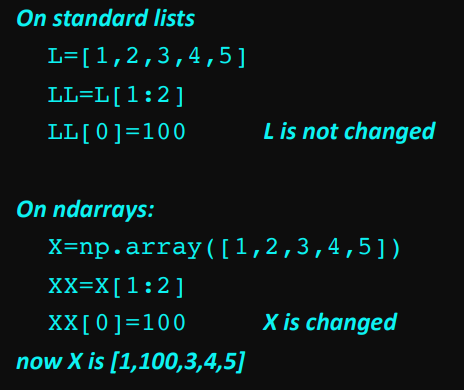 On standard lists
L=[1,2,3,4,5]
LL=L[1:2]
LL[0]=100 L is not changed
On ndarrays:
X=np.array([1,2,3,4,5])
XX=X[1:2]
XX[0]=100 X is changed
now X is [1,100,3,4,5]